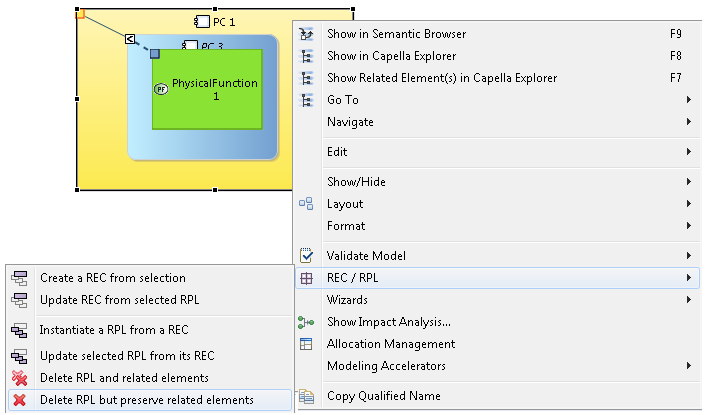 PC 1
PC 3
PF
PhysicalFunction
1
Show in Semantic Browser F9
Show in Capella Explorer F8
Show Related Element(s) in Capella Explorer F7
Go To
Navigate
Edit
Show/Hide
Layout
Format
Validate Model
REC / RPL
Wizards
Show Impact Analysis...
Allocation Management
Modeling Accelerators
Copy Qualified Name
Create a REC from selection
Update REC from selected RPL
Instantiate a RPL from a REC
Update selected RPL from its REC
Delete RPL and related elements
Delete RPL but preserve related elements